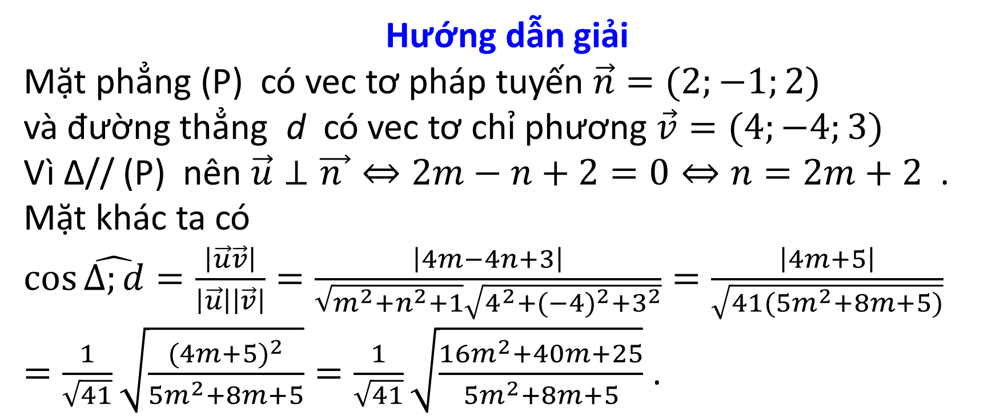 Hướng dẫn giải
Mặt phẳng (P) có vec tơ pháp tuyến $\vec{n} = (2; -1; 2)$
và đường thẳng d có vec tơ chỉ phương $\vec{v} = (4; -4; 3)$
Vì Δ// (P) nên $\vec{u} \perp \overrightarrow{n} \Leftrightarrow 2m - n + 2 = 0 \Leftrightarrow n = 2m + 2$ .
Mặt khác ta có
$\cos \widehat{\Delta; d} = \frac{|\vec{u}\vec{v}|}{|\vec{u}||\vec{v}|} = \frac{|4m-4n+3|}{\sqrt{m^2+n^2+1}\sqrt{4^2+(-4)^2+3^2}} = \frac{|4m+5|}{\sqrt{41(5m^2+8m+5)}}$
$= \frac{1}{\sqrt{41}} \sqrt{\frac{(4m+5)^2}{5m^2+8m+5}} = \frac{1}{\sqrt{41}} \sqrt{\frac{16m^2+40m+25}{5m^2+8m+5}}$ .